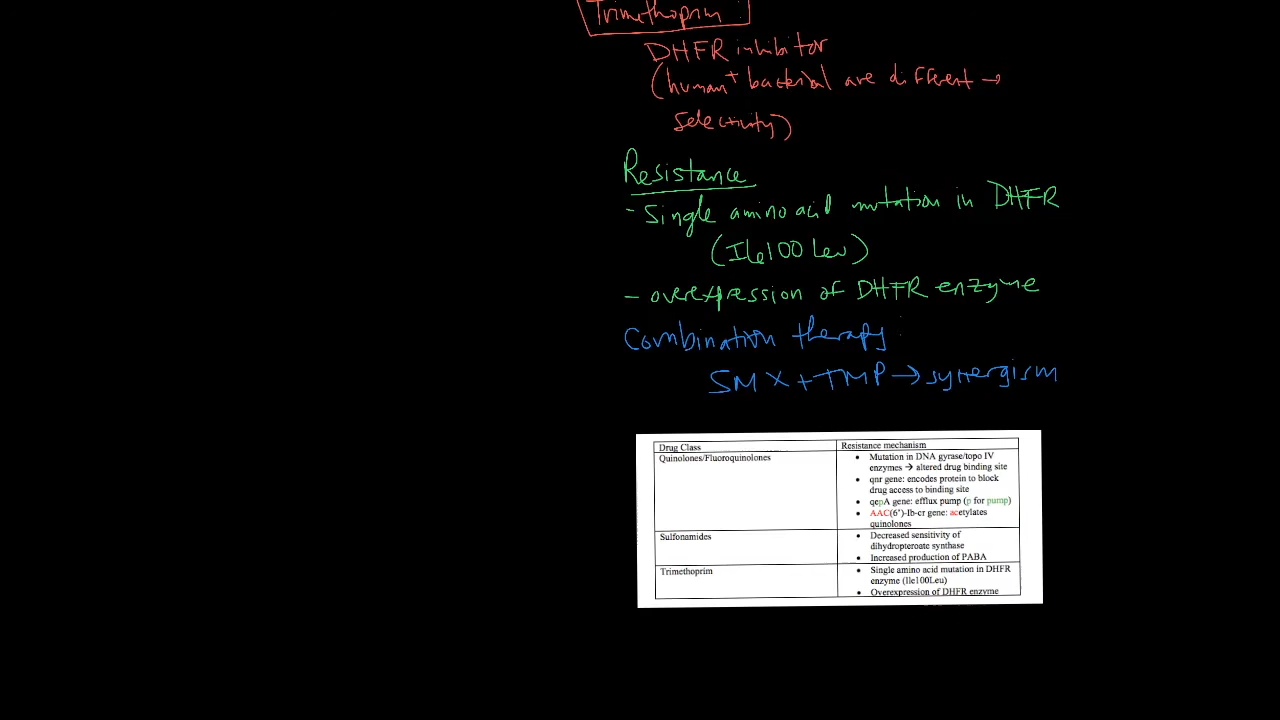 Trimethoprim :
DHFR inhibitor
(human + bacterial are different →
selectivity)
Resistance
- Single amino acid mutation in DHFR
(Ile100Leu)
- overexpression of DHFR enzyme
Combination therapy:
SMX + TMP → synergism
Drug Class
Resistance mechanism
Quinolones/Fluoroquinolones
• Mutation in DNA gyrase/topo IV
enzymes → altered drug binding site
• qnr gene: encodes protein to block
drug access to binding site
• qepA gene: efflux pump (p for pump)
• AAC(6')-Ib-cr gene: acetylates
quinolones
Sulfonamides
• Decreased sensitivity of
dihydropteroate synthase
• Increased production of PABA
Trimethoprim
• Single amino acid mutation in DHFR
enzyme (Ile100Leu)
• Overexpression of DHFR enzyme